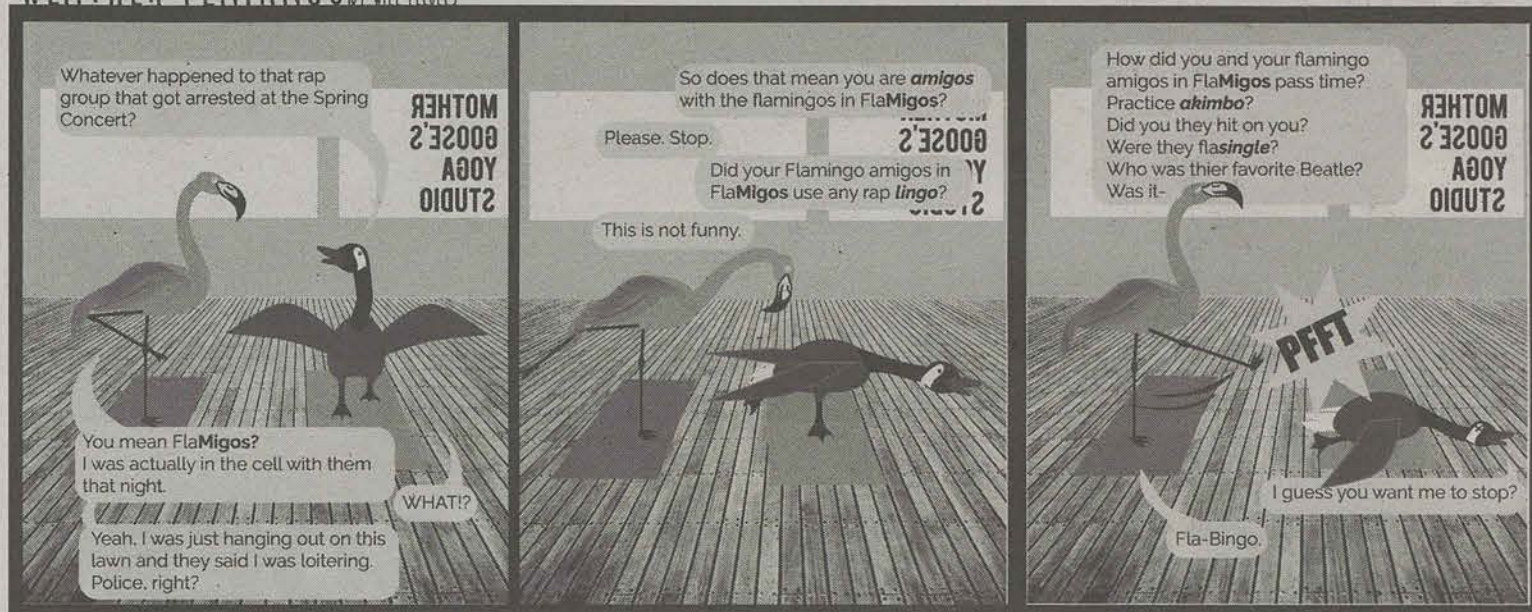 Whatever happened to that rap
group that got arrested at the Spring
Concert?
MOTHER
GOOSE'S
YOGA
STUDIO
You mean FlaMigos?
I was actually in the cell with them
that night.
WHAT!?
Yeah, I was just hanging out on this
lawn and they said I was loitering.
Police, right?
So does that mean you are amigos
with the flamingos in FlaMigos?
Please. Stop.
GOOSE'S
Did your Flamingo amigos in
FlaMigos use any rap lingo?
This is not funny.
How did you and your flamingo
amigos in FlaMigos pass time?
Practice akimbo?
Did you they hit on you?
Were they flasingle?
Who was thier favorite Beatle?
Was it-
MOTHER
GOOSE'S
YOGA
STUDIO
PFFT
I guess you want me to stop?
Fla-Bingo.